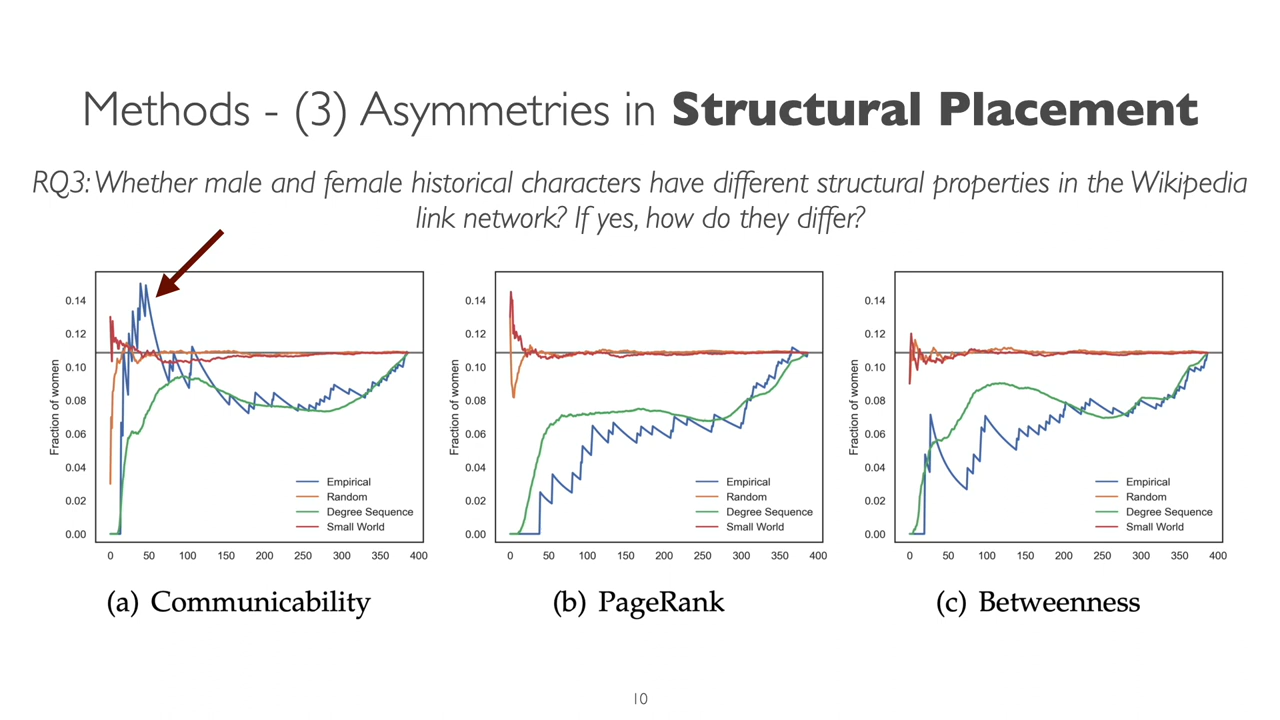 Methods - (3) Asymmetries in Structural Placement
RQ3: Whether male and female historical characters have different structural properties in the Wikipedia
link network? If yes, how do they differ?
Fraction of women
0.14
0.12
0.10
0.08
0.06
0.04
0.02
0.00
0 50 100 150 200 250 300 350 400
Empirical
Random
Degree Sequence
Small World
(a) Communicability
Fraction of women
0.14
0.12
0.10
0.08
0.06
0.04
0.02
0.00
0 50 100 150 200 250 300 350 400
Empirical
Random
Degree Sequence
Small World
(b) PageRank
Fraction of women
0.14
0.12
0.10
0.08
0.06
0.04
0.02
0.00
0 50 100 150 200 250 300 350 400
Empirical
Random
Degree Sequence
Small World
(c) Betweenness
10